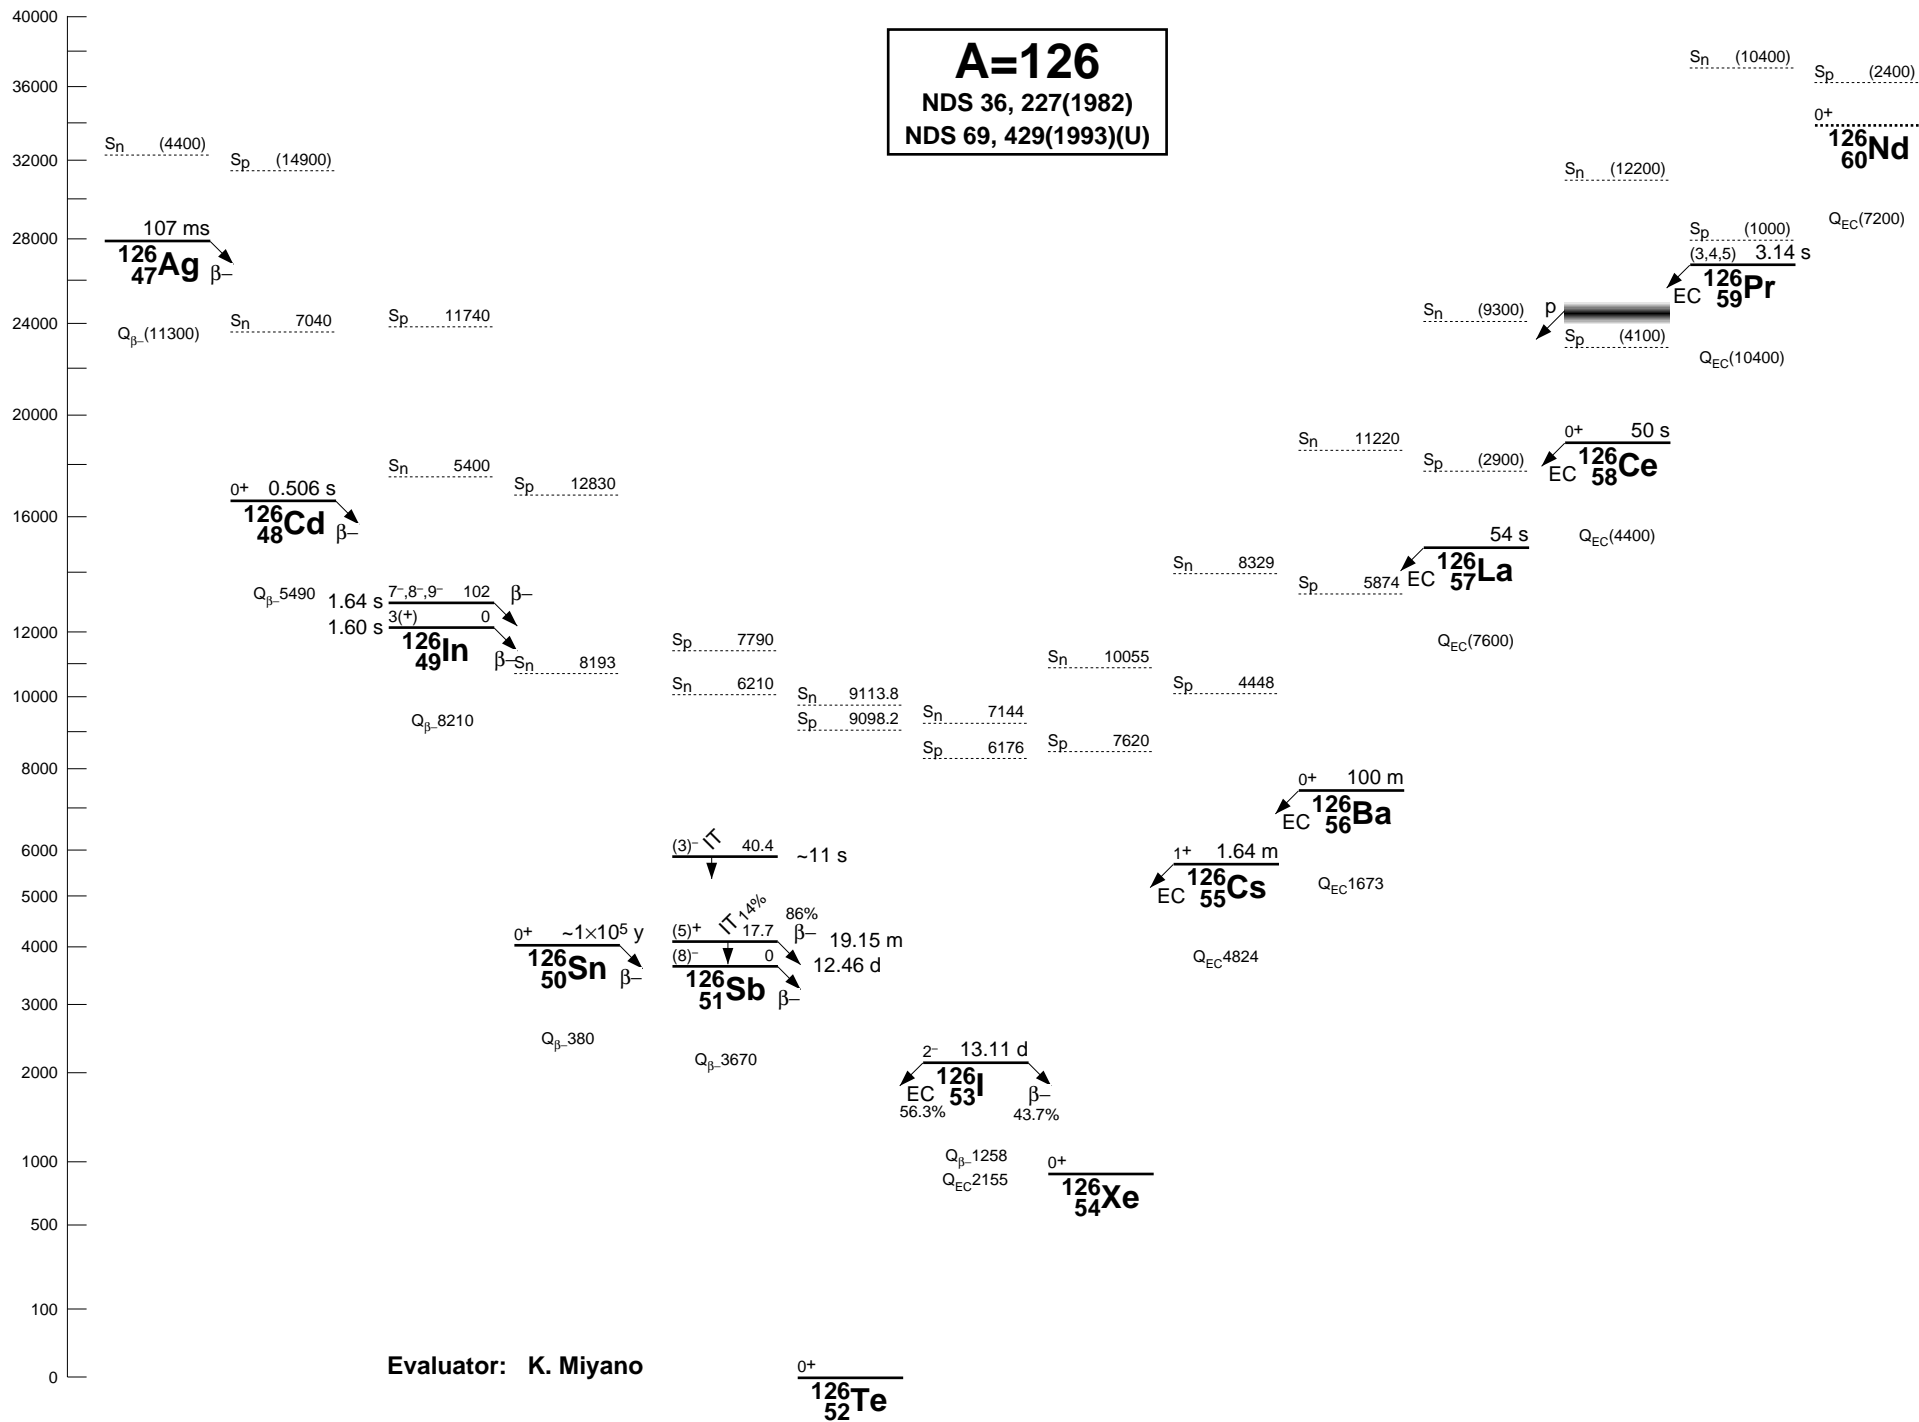 A=126
NDS 36, 227(1982)
NDS 69, 429(1993)(U)
40000
36000
32000
28000
24000
20000
16000
12000
10000
8000
6000
5000
4000
3000
2000
1000
500
100
0
Sn (4400)
107 ms
126
47Ag β–
Qβ–(11300)
Sp (14900)
Sn 7040
0+ 0.506 s
126
48Cd β–
Qβ–5490
Sp 11740
Sn 5400
1.64 s 7–,8–,9– 102 β–
1.60 s 3(+) 0
126
49In β–
Qβ–8210
Sp 12830
Sn 8193
0+ ~1×10⁵ y
126
50Sn β–
Qβ–380
Sp 7790
Sn 6210
(3)– IT 40.4 ~11 s
(5)+ IT 14% 17.7 86% β– 19.15 m
(8)– 0 12.46 d
126
51Sb β–
Qβ–3670
Sn 9113.8
Sp 9098.2
0+
126
52Te
Sn 7144
Sp 6176
2– 13.11 d
126
EC 53I β–
56.3% 43.7%
Qβ–1258
QEC2155
Sn 10055
Sp 7620
0+
126
54Xe
Sn 8329
Sp 4448
1+ 1.64 m
126
EC 55Cs
QEC4824
Sn 11220
Sp 5874
0+ 100 m
126
EC 56Ba
QEC1673
Sn (9300)
Sp (2900)
54 s
126
EC 57La
QEC(7600)
Sn (12200)
p
Sp (4100)
0+ 50 s
126
EC 58Ce
QEC(4400)
Sn (10400)
Sp (1000)
(3,4,5) 3.14 s
126
EC 59Pr
QEC(10400)
Sp (2400)
0+
126
60Nd
QEC(7200)
Evaluator: K. Miyano